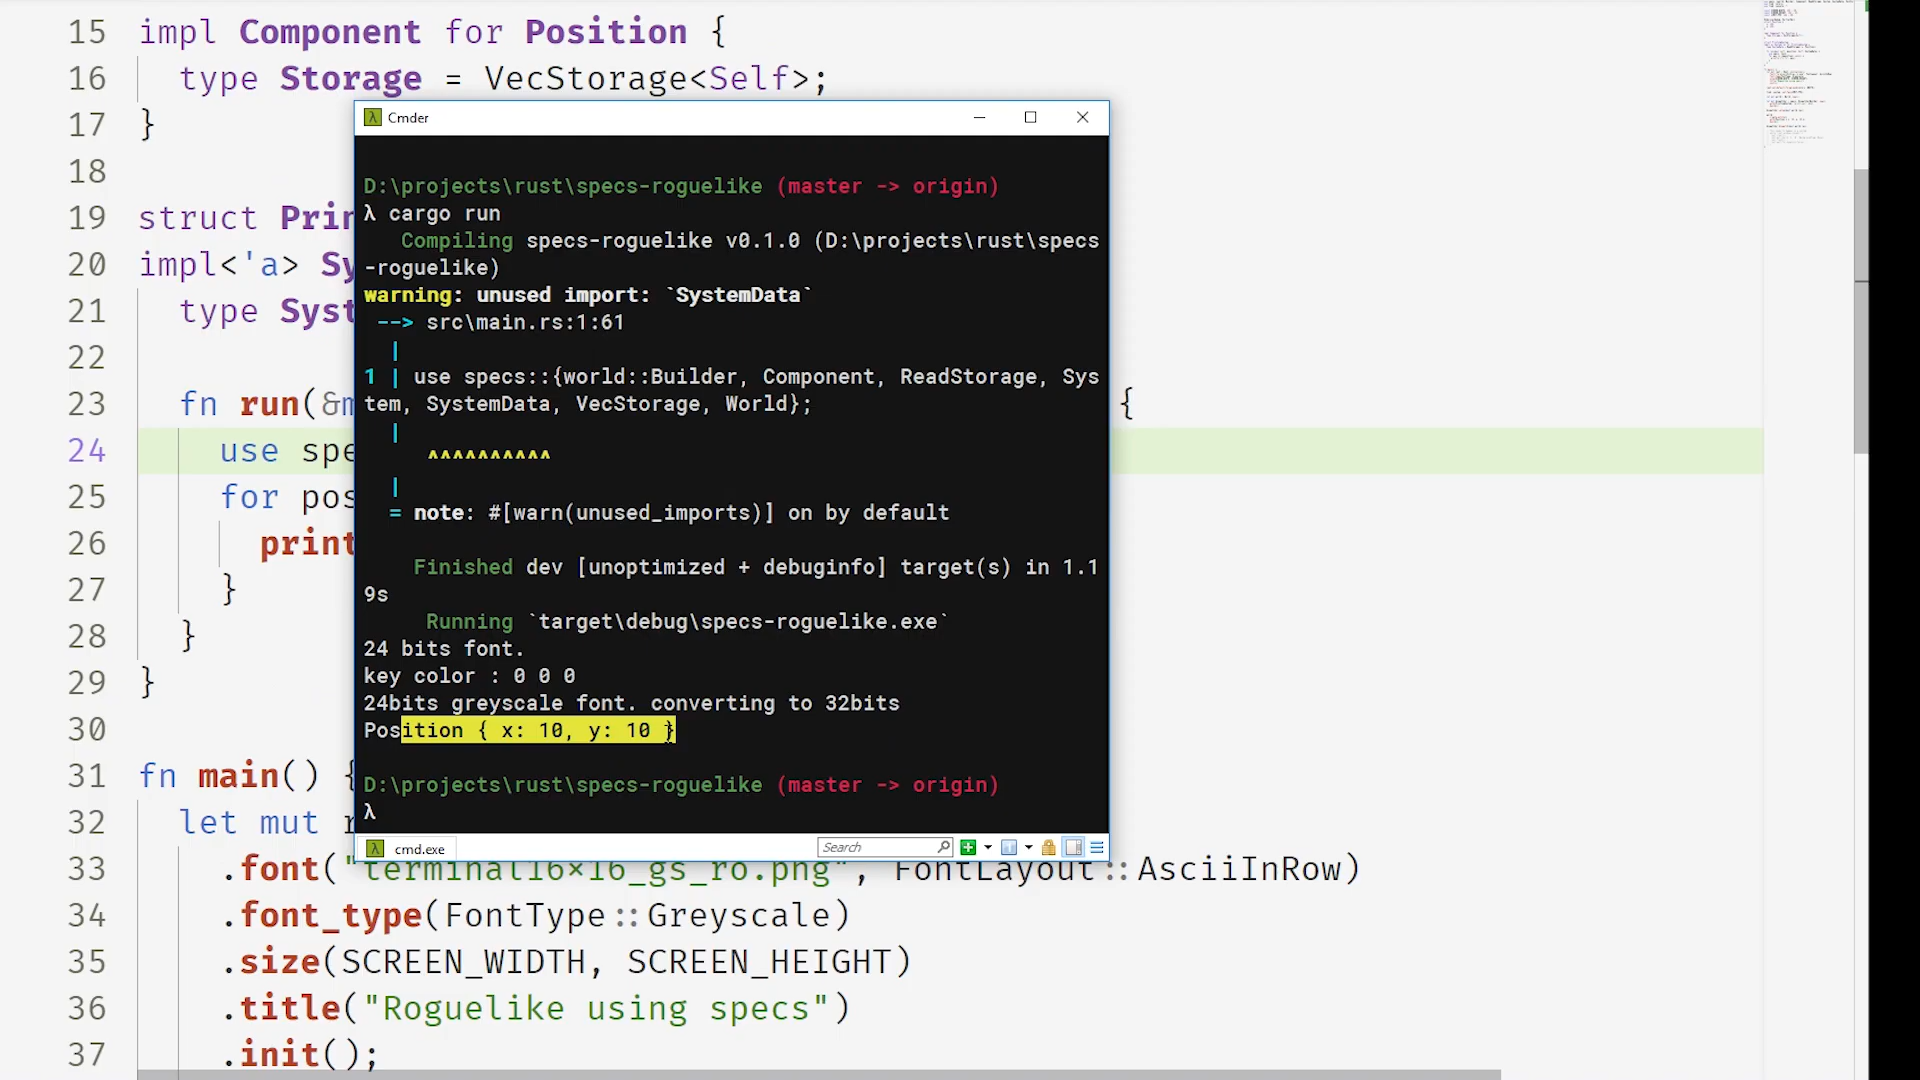 15 impl Component for Position {
16 type Storage = VecStorage<Self>;
17 }
18
19 struct Prin
20 impl<'a> Sy
21 type Syst
22
23 fn run(&m {
24 use spe
25 for pos
26 print
27 }
28 }
29 }
30
31 fn main() {
32 let mut r
33 .font("terminal16×16_gs_ro.png", FontLayout::AsciiInRow)
34 .font_type(FontType::Greyscale)
35 .size(SCREEN_WIDTH, SCREEN_HEIGHT)
36 .title("Roguelike using specs")
37 .init();
λ Cmder
D:\projects\rust\specs-roguelike (master -> origin)
λ cargo run
Compiling specs-roguelike v0.1.0 (D:\projects\rust\specs
-roguelike)
warning: unused import: `SystemData`
--> src\main.rs:1:61
|
1 | use specs::{world::Builder, Component, ReadStorage, Sys
tem, SystemData, VecStorage, World};
|
^^^^^^^^^^
|
= note: #[warn(unused_imports)] on by default
Finished dev [unoptimized + debuginfo] target(s) in 1.1
9s
Running `target\debug\specs-roguelike.exe`
24 bits font.
key color : 0 0 0
24bits greyscale font. converting to 32bits
Position { x: 10, y: 10 }
D:\projects\rust\specs-roguelike (master -> origin)
λ
λ cmd.exe
Search